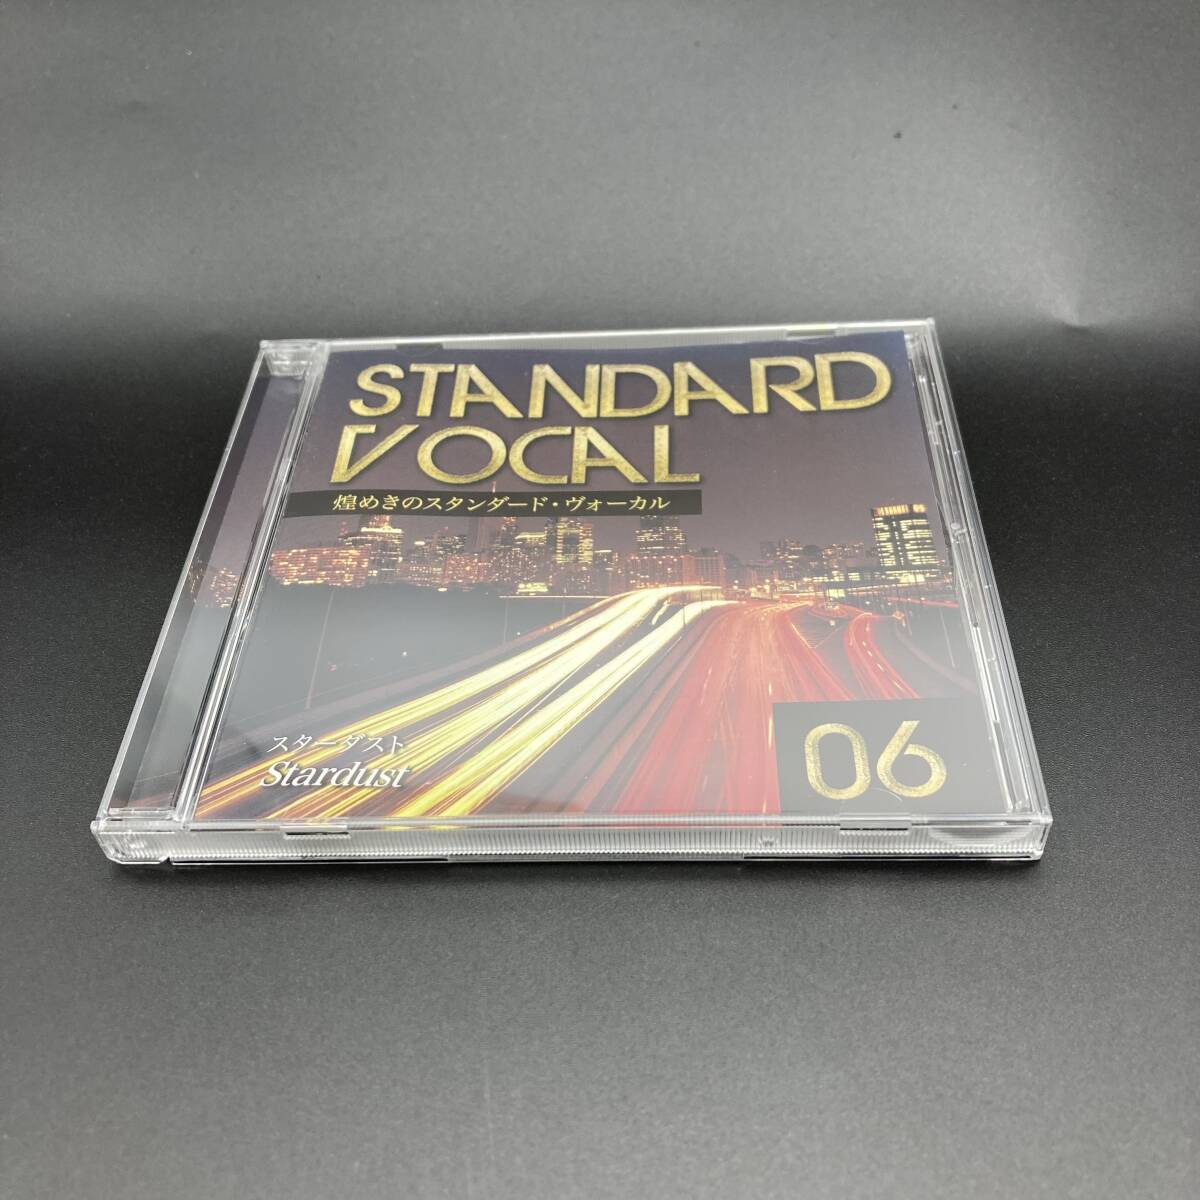 STANDARD
VOCAL
煌めきのスタンダード・ヴォーカル
スターダスト
Stardust
06